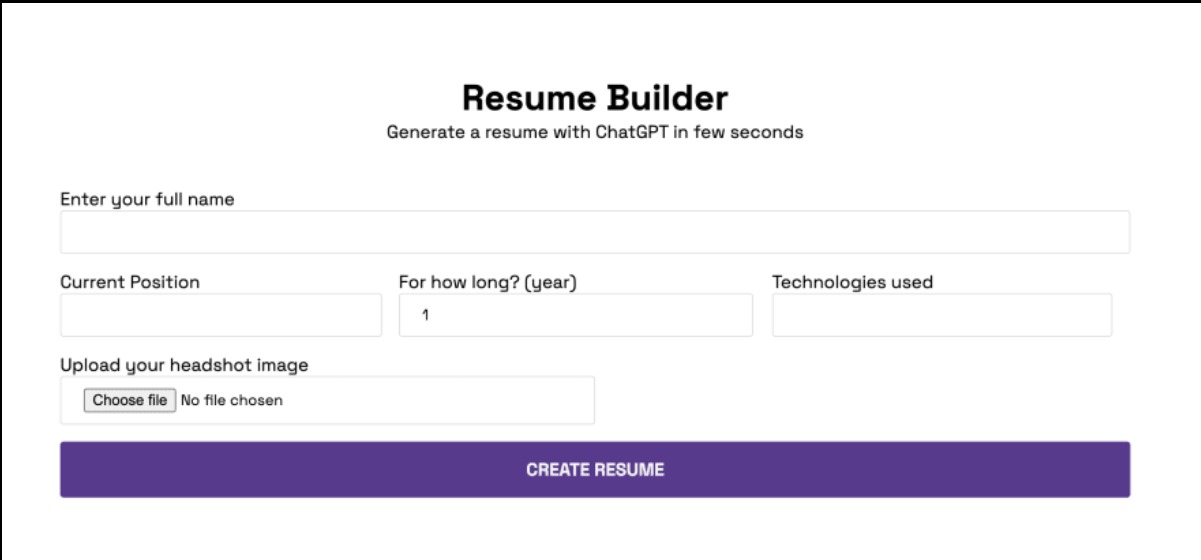 Resume Builder
Generate a resume with ChatGPT in few seconds
Enter your full name
Current Position For how long? (year) Technologies used
1
Upload your headshot image
Choose file No file chosen
CREATE RESUME